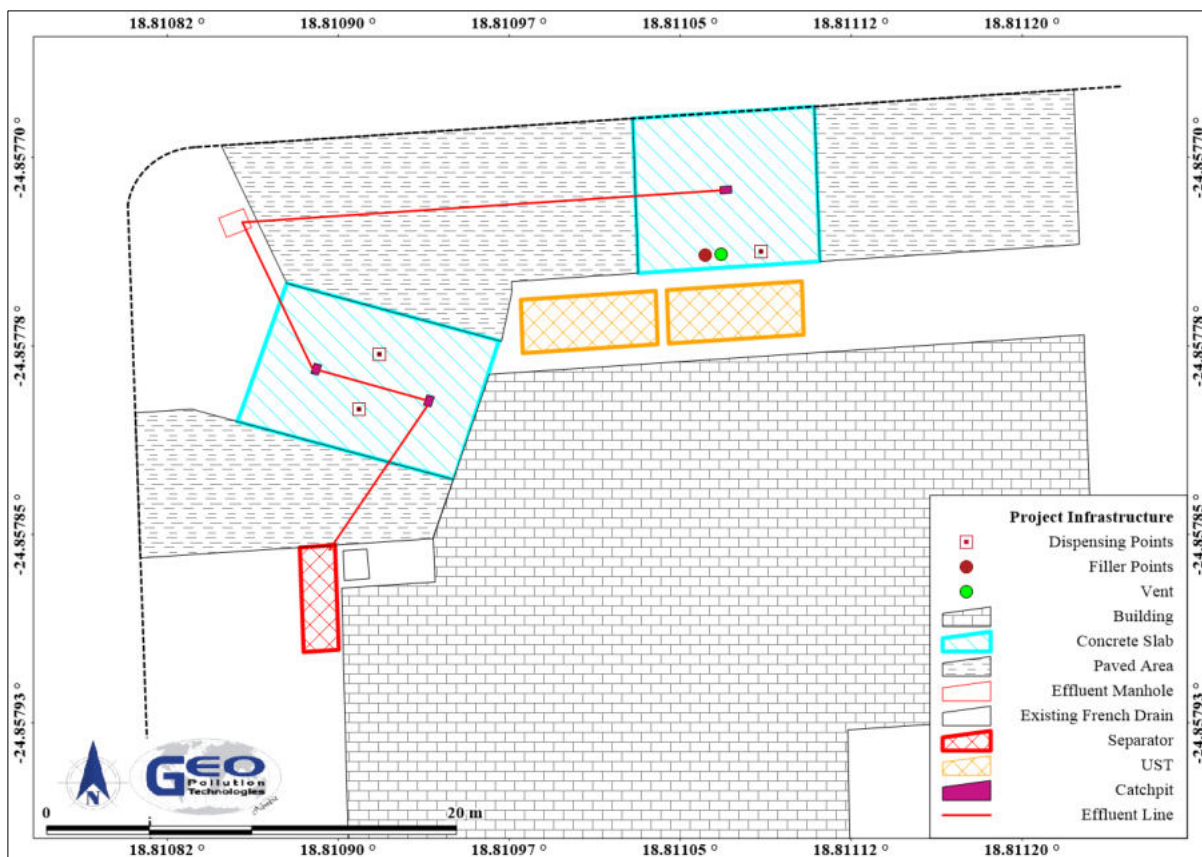 18.81082 ° 18.81090 ° 18.81097 ° 18.81105 ° 18.81112 ° 18.81120 °
-24.85770 ° -24.85770 °
-24.85778 ° -24.85778 °
-24.85785 ° -24.85785 °
-24.85793 ° -24.85793 °
Project Infrastructure
Dispensing Points
Filler Points
Vent
Building
Concrete Slab
Paved Area
Effluent Manhole
Existing French Drain
Separator
UST
Catchpit
Effluent Line
N
GEO
Pollution
Technologies
0 20 m
18.81082 ° 18.81090 ° 18.81097 ° 18.81105 ° 18.81112 ° 18.81120 °